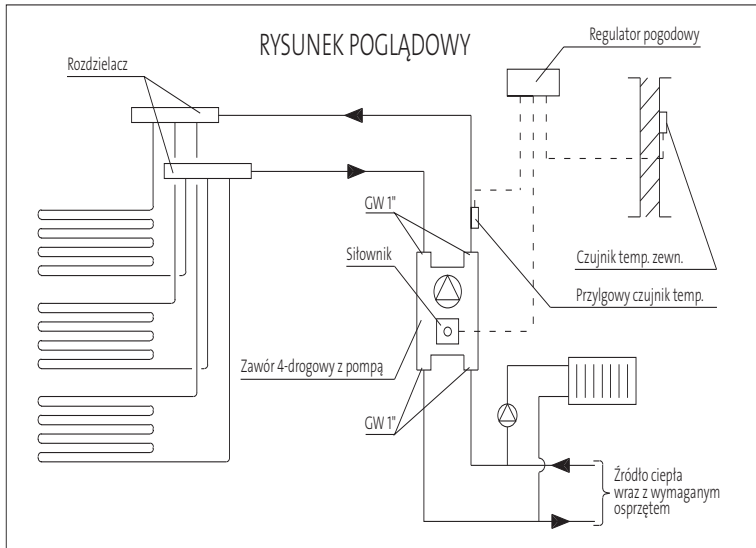 RYSUNEK POGLĄDOWY
Regulator pogodowy
Rozdzielacz
GW 1"
Siłownik
Czujnik temp. zewn.
Przylgowy czujnik temp.
Zawór 4-drogowy z pompą
GW 1"
Źródło ciepła
wraz z wymaganym
osprzętem